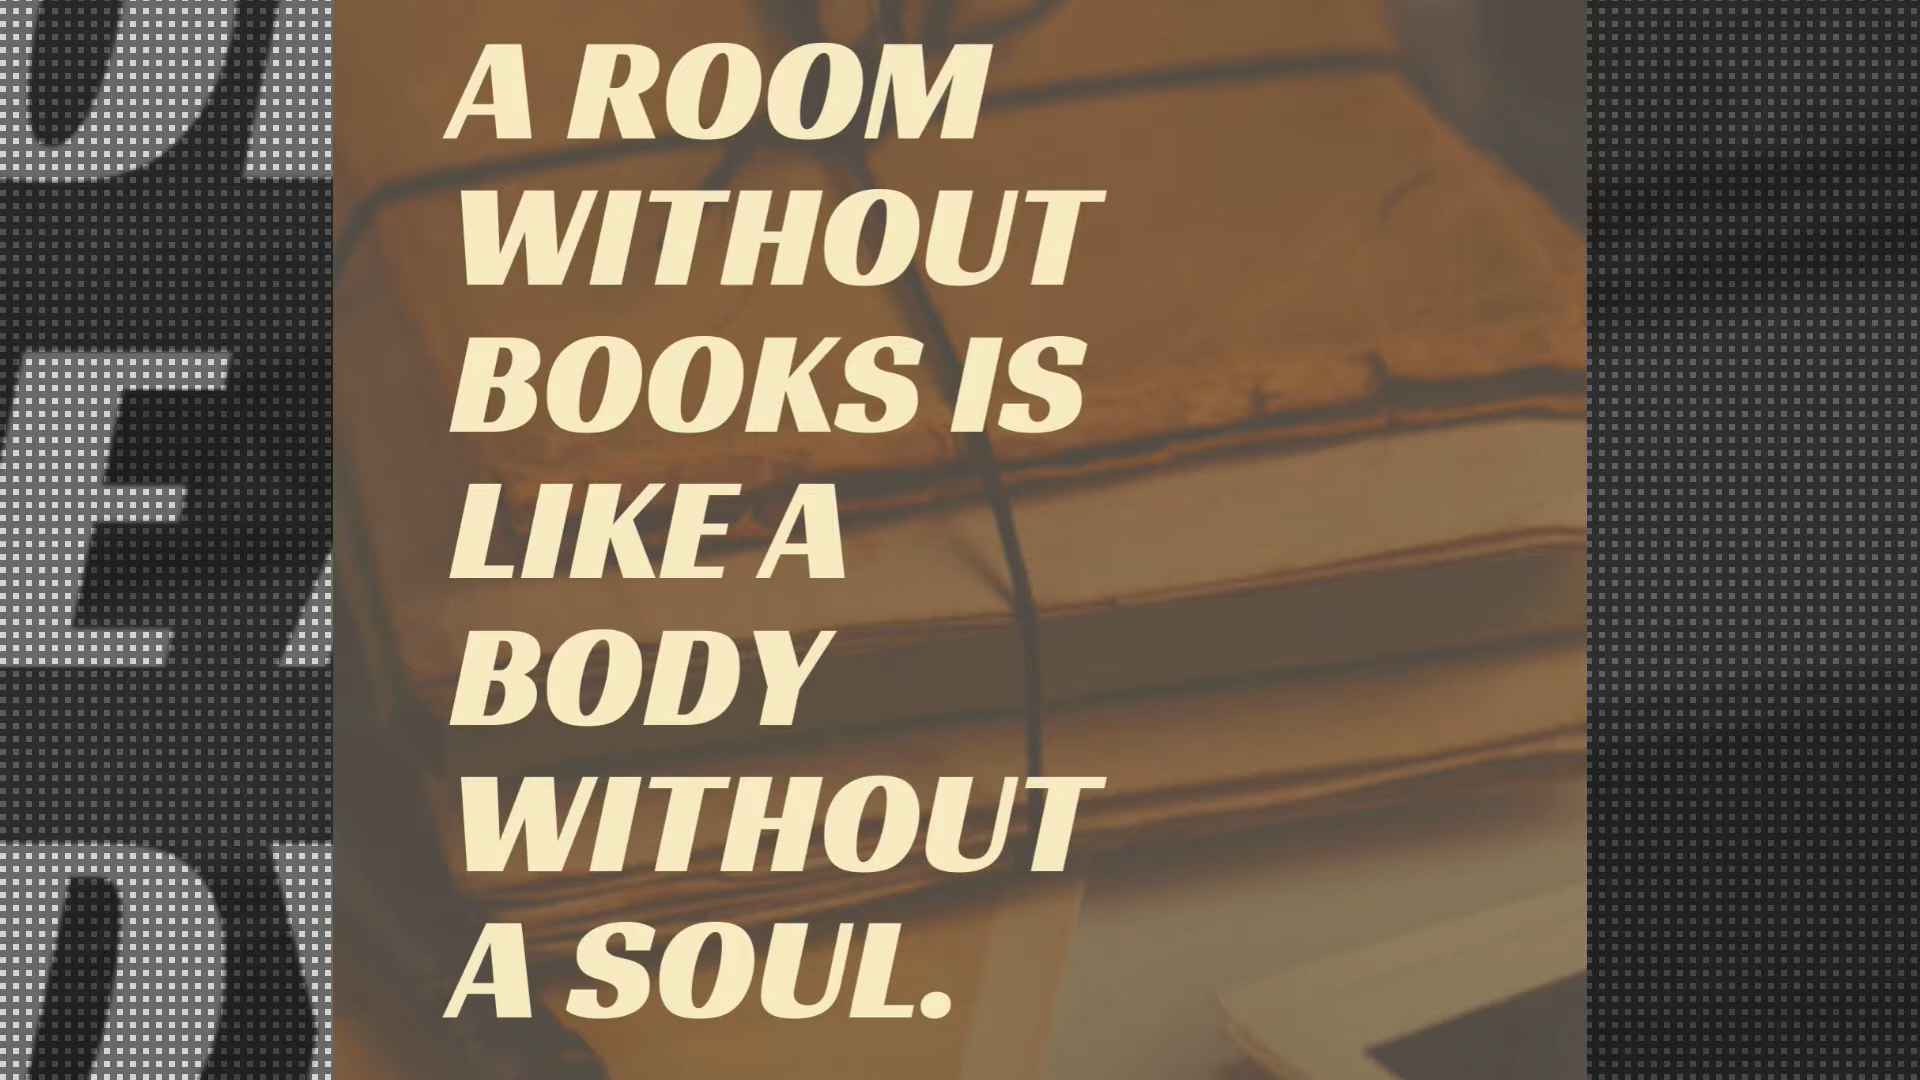 A ROOM
WITHOUT
BOOKS IS
LIKE A
BODY
WITHOUT
A SOUL.